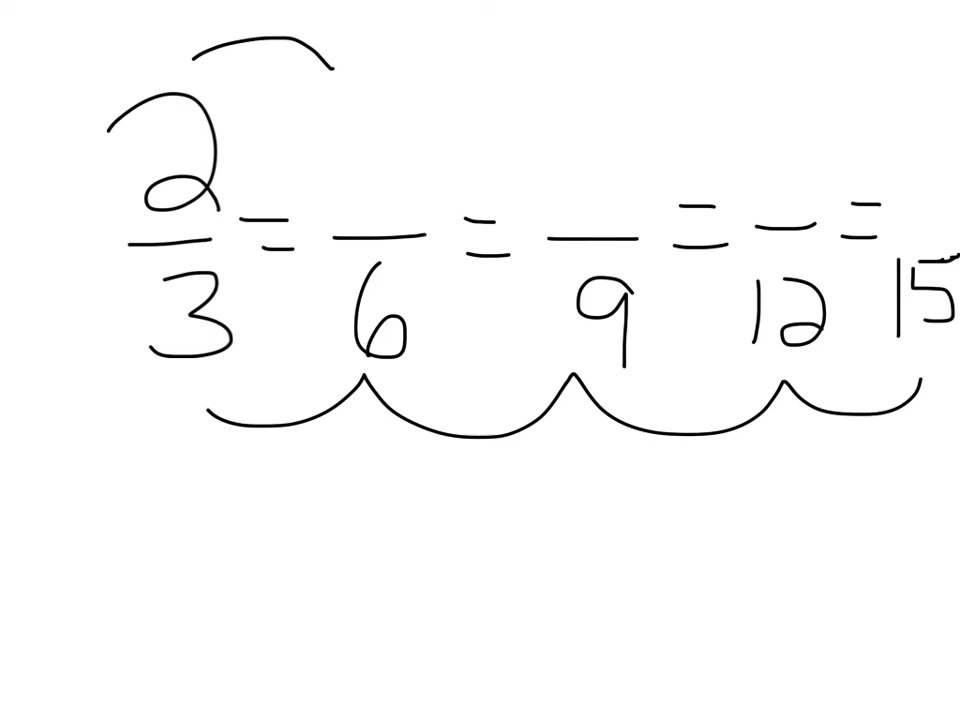 2/3 = —/6 = —/9 = —/12 = —/15